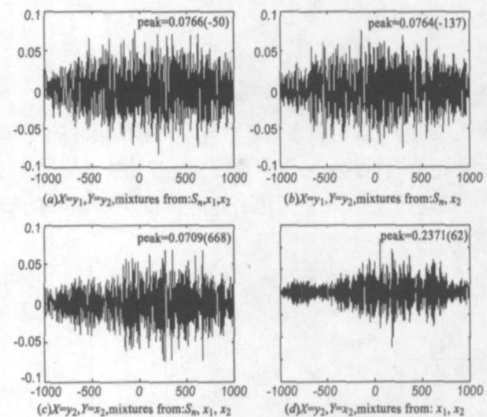 0.1 peak=0.0766(-50)
0.05
0
-0.05
-0.1
-1000 -500 0 500 1000
(a)X=y1,Y=y2,mixtures from:Sn,x1,x2
0.1 peak=0.0764(-137)
0.05
0
-0.05
-0.1
-1000 -500 0 500 1000
(b)X=y1,Y=y2,mixtures from:Sn, x2
0.1 peak=0.0709(668)
0.05
0
-0.05
-0.1
-1000 -500 0 500 1000
(c)X=y2,Y=x2,mixtures from:Sn, x1, x2
peak=0.2371(62)
-1000 -500 0 500 1000
(d)X=y2,Y=x2,mixtures from: x1, x2